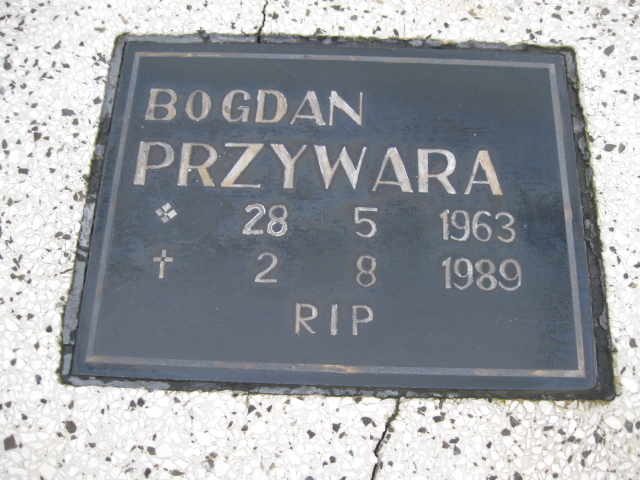 BOGDAN
PRZYWARA
28 5 1963
† 2 8 1989
RIP